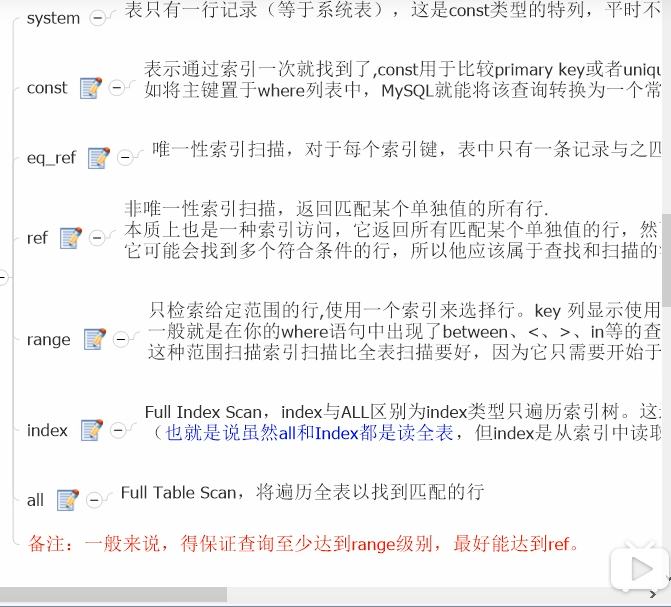 system
表只有一行记录（等于系统表），这是const类型的特列，平时不
const
表示通过索引一次就找到了,const用于比较primary key或者uniqu
如将主键置于where列表中，MySQL就能将该查询转换为一个常
eq_ref
唯一性索引扫描，对于每个索引键，表中只有一条记录与之匹
ref
非唯一性索引扫描，返回匹配某个单独值的所有行.
本质上也是一种索引访问，它返回所有匹配某个单独值的行，然
它可能会找到多个符合条件的行，所以他应该属于查找和扫描的
range
只检索给定范围的行,使用一个索引来选择行。key 列显示使用
一般就是在你的where语句中出现了between、<、>、in等的查
这种范围扫描索引扫描比全表扫描要好，因为它只需要开始于
index
Full Index Scan，index与ALL区别为index类型只遍历索引树。这
（也就是说虽然all和Index都是读全表，但index是从索引中读取
all
Full Table Scan，将遍历全表以找到匹配的行
备注：一般来说，得保证查询至少达到range级别，最好能达到ref。